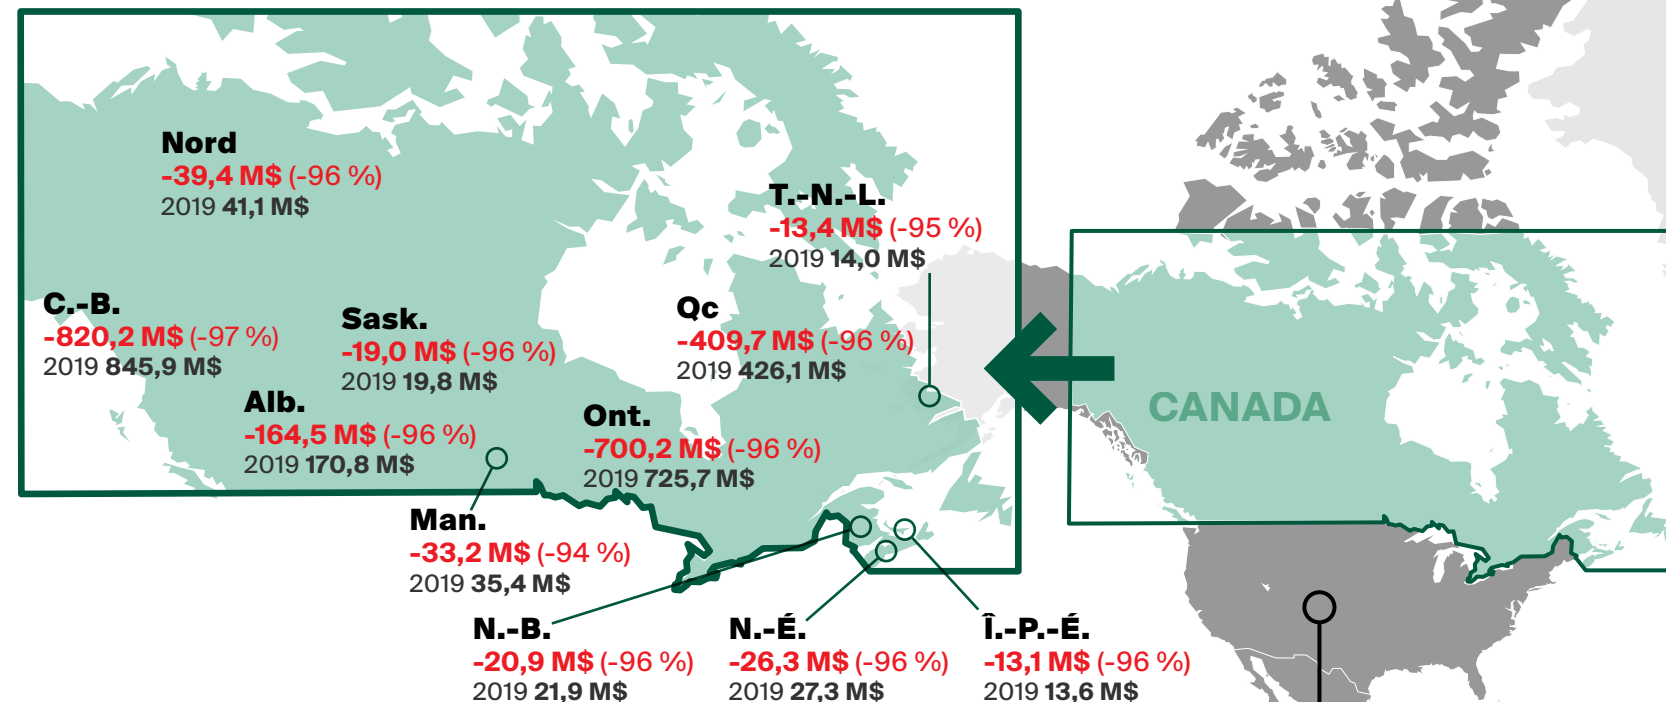 Nord
-39,4 M$ (-96 %)
2019 41,1 M$
T.-N.-L.
-13,4 M$ (-95 %)
2019 14,0 M$
C.-B.
-820,2 M$ (-97 %)
2019 845,9 M$
Sask.
-19,0 M$ (-96 %)
2019 19,8 M$
Qc
-409,7 M$ (-96 %)
2019 426,1 M$
Alb.
-164,5 M$ (-96 %)
2019 170,8 M$
Ont.
-700,2 M$ (-96 %)
2019 725,7 M$
CANADA
Man.
-33,2 M$ (-94 %)
2019 35,4 M$
N.-B.
-20,9 M$ (-96 %)
2019 21,9 M$
N.-É.
-26,3 M$ (-96 %)
2019 27,3 M$
Î.-P.-É.
-13,1 M$ (-96 %)
2019 13,6 M$